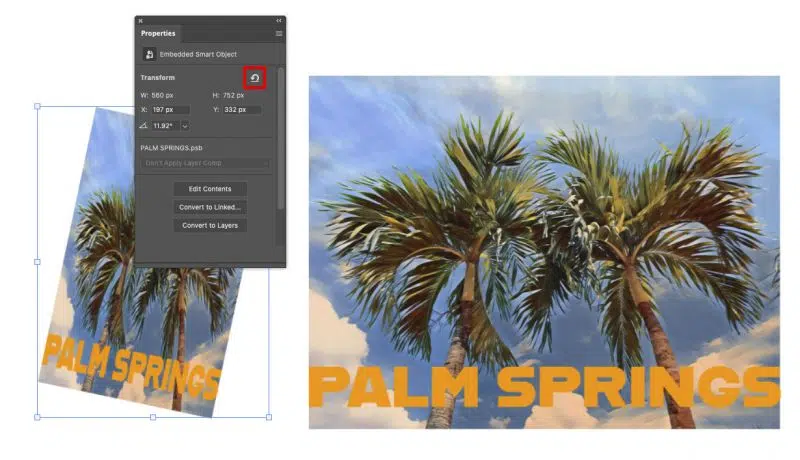 Properties
Embedded Smart Object
Transform
W: 560 px H: 752 px
X: 197 px Y: 332 px
11.92°
PALM SPRINGS.psb
Don't Apply Layer Comp
Edit Contents
Convert to Linked...
Convert to Layers
PALM SPRINGS
PALM SPRINGS